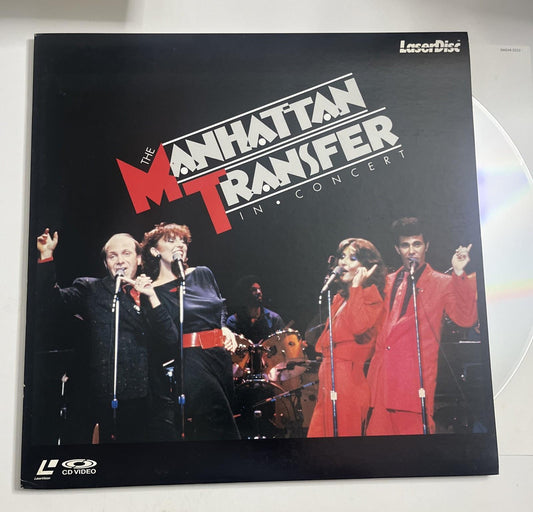 LaserDisc
THE
MANHATTAN
TRANSFER
IN • CONCERT
LaserVision
CD VIDEO